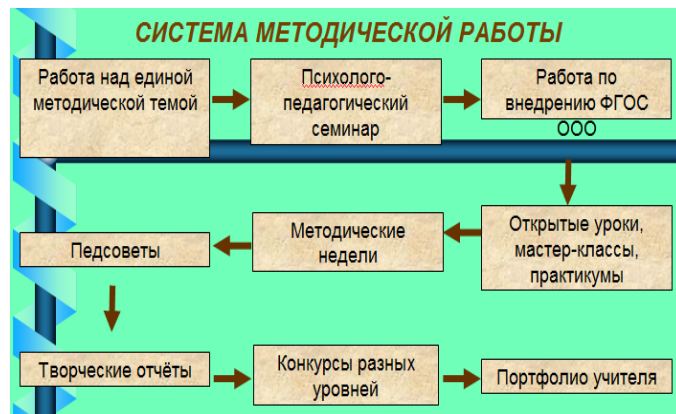 СИСТЕМА МЕТОДИЧЕСКОЙ РАБОТЫ
Работа над единой
методической темой
Психолого-
педагогический
семинар
Работа по
внедрению ФГОС
ООО
Открытые уроки,
мастер-классы,
практикумы
Методические
недели
Педсоветы
Творческие отчёты
Конкурсы разных
уровней
Портфолио учителя